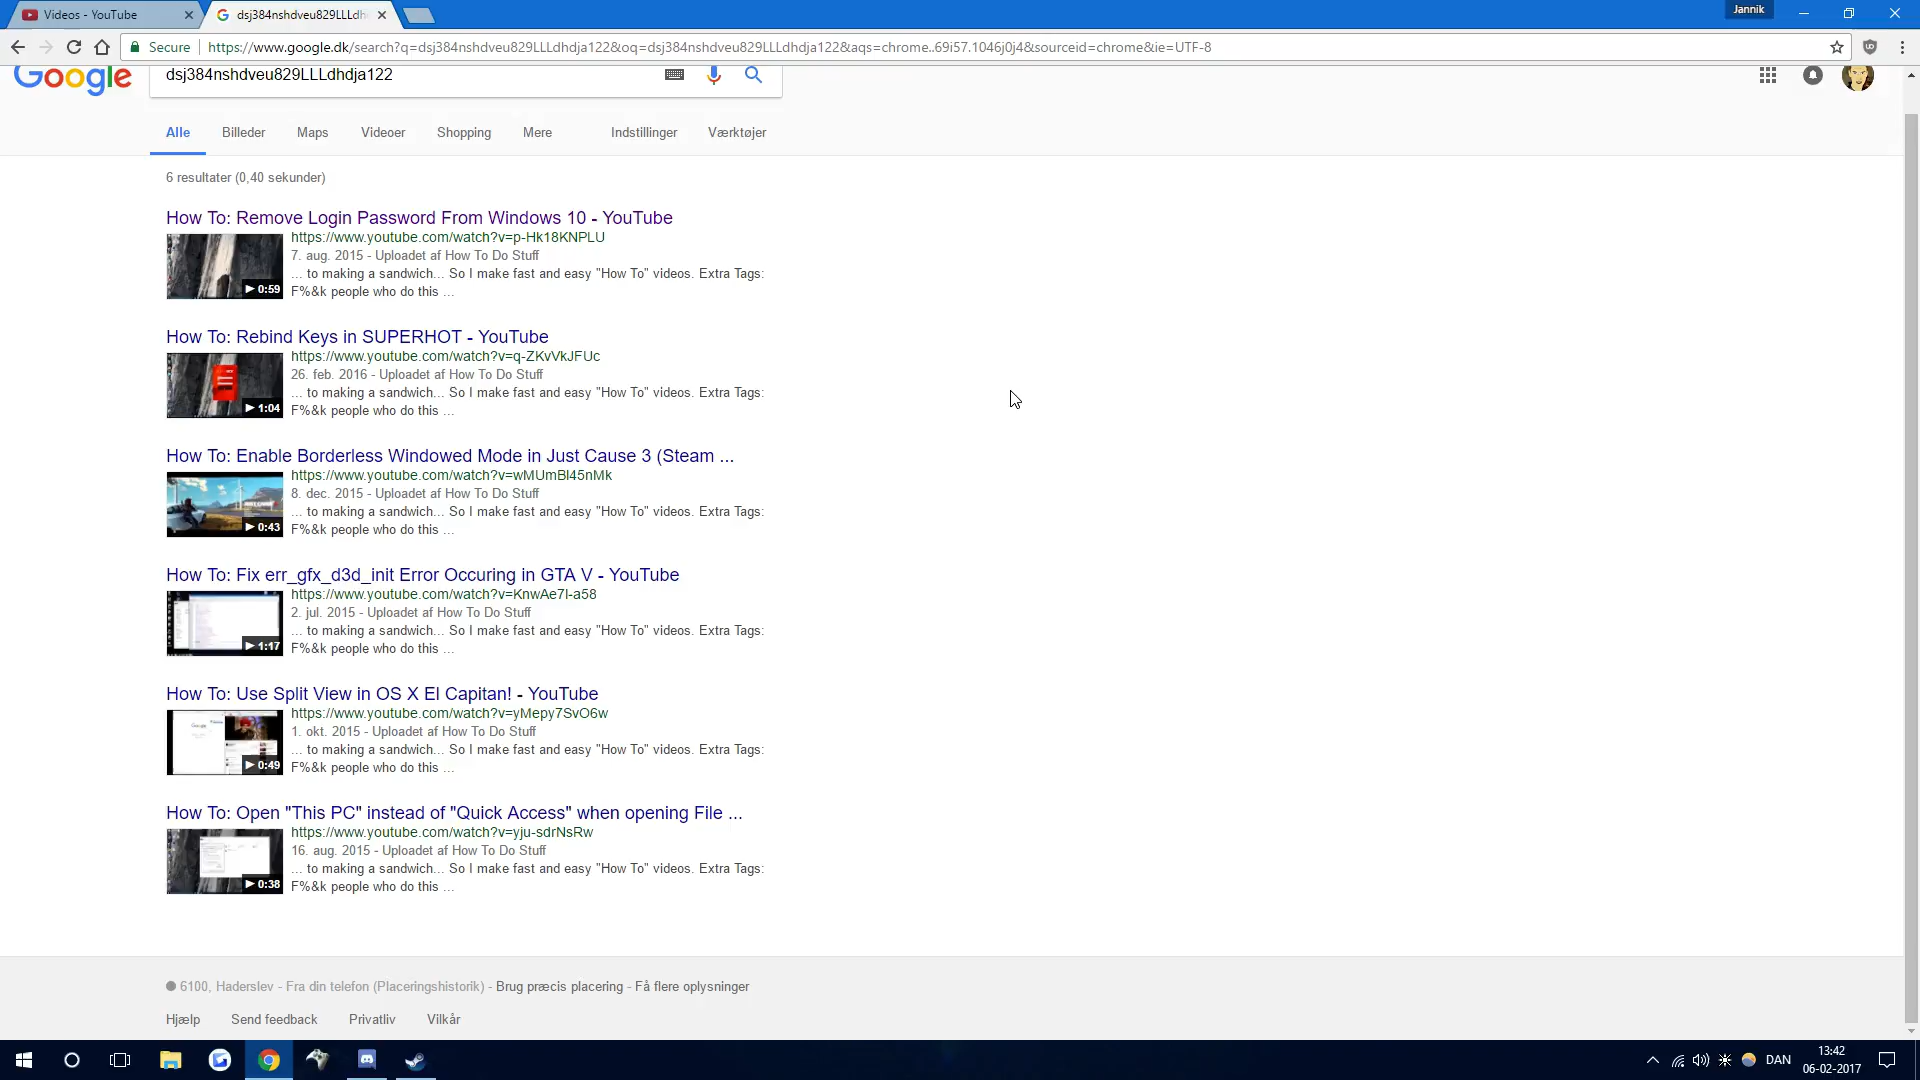 Videos - YouTube
dsj384nshdveu829LLLdh
Jannik
Secure
https://www.google.dk/search?q=dsj384nshdveu829LLLdhdja122&oq=dsj384nshdveu829LLLdhdja122&aqs=chrome..69i57.1046j0j4&sourceid=chrome&ie=UTF-8
Google
dsj384nshdveu829LLLdhdja122
Alle Billeder Maps Videoer Shopping Mere Indstillinger Værktøjer
6 resultater (0,40 sekunder)
How To: Remove Login Password From Windows 10 - YouTube
https://www.youtube.com/watch?v=p-Hk18KNPLU
7. aug. 2015 - Uploadet af How To Do Stuff
... to making a sandwich... So I make fast and easy "How To" videos. Extra Tags:
F%&k people who do this ...
0:59
How To: Rebind Keys in SUPERHOT - YouTube
https://www.youtube.com/watch?v=q-ZKvVkJFUc
26. feb. 2016 - Uploadet af How To Do Stuff
... to making a sandwich... So I make fast and easy "How To" videos. Extra Tags:
F%&k people who do this ...
1:04
How To: Enable Borderless Windowed Mode in Just Cause 3 (Steam ...
https://www.youtube.com/watch?v=wMUmBl45nMk
8. dec. 2015 - Uploadet af How To Do Stuff
... to making a sandwich... So I make fast and easy "How To" videos. Extra Tags:
F%&k people who do this ...
0:43
How To: Fix err_gfx_d3d_init Error Occuring in GTA V - YouTube
https://www.youtube.com/watch?v=KnwAe7l-a58
2. jul. 2015 - Uploadet af How To Do Stuff
... to making a sandwich... So I make fast and easy "How To" videos. Extra Tags:
F%&k people who do this ...
1:17
How To: Use Split View in OS X El Capitan! - YouTube
https://www.youtube.com/watch?v=yMepy7SvO6w
1. okt. 2015 - Uploadet af How To Do Stuff
... to making a sandwich... So I make fast and easy "How To" videos. Extra Tags:
F%&k people who do this ...
0:49
How To: Open "This PC" instead of "Quick Access" when opening File ...
https://www.youtube.com/watch?v=yju-sdrNsRw
16. aug. 2015 - Uploadet af How To Do Stuff
... to making a sandwich... So I make fast and easy "How To" videos. Extra Tags:
F%&k people who do this ...
0:38
6100, Haderslev - Fra din telefon (Placeringshistorik) - Brug præcis placering - Få flere oplysninger
Hjælp Send feedback Privatliv Vilkår
DAN
13:42
06-02-2017